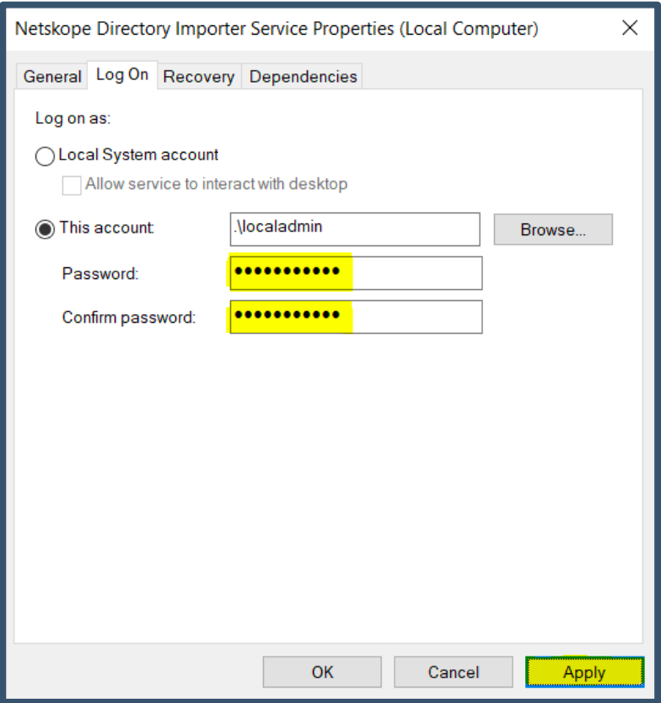 Netskope Directory Importer Service Properties (Local Computer)
General Log On Recovery Dependencies
Log on as:
Local System account
Allow service to interact with desktop
This account: .\localadmin Browse...
Password: ●●●●●●●●●●●
Confirm password: ●●●●●●●●●●●
OK Cancel Apply